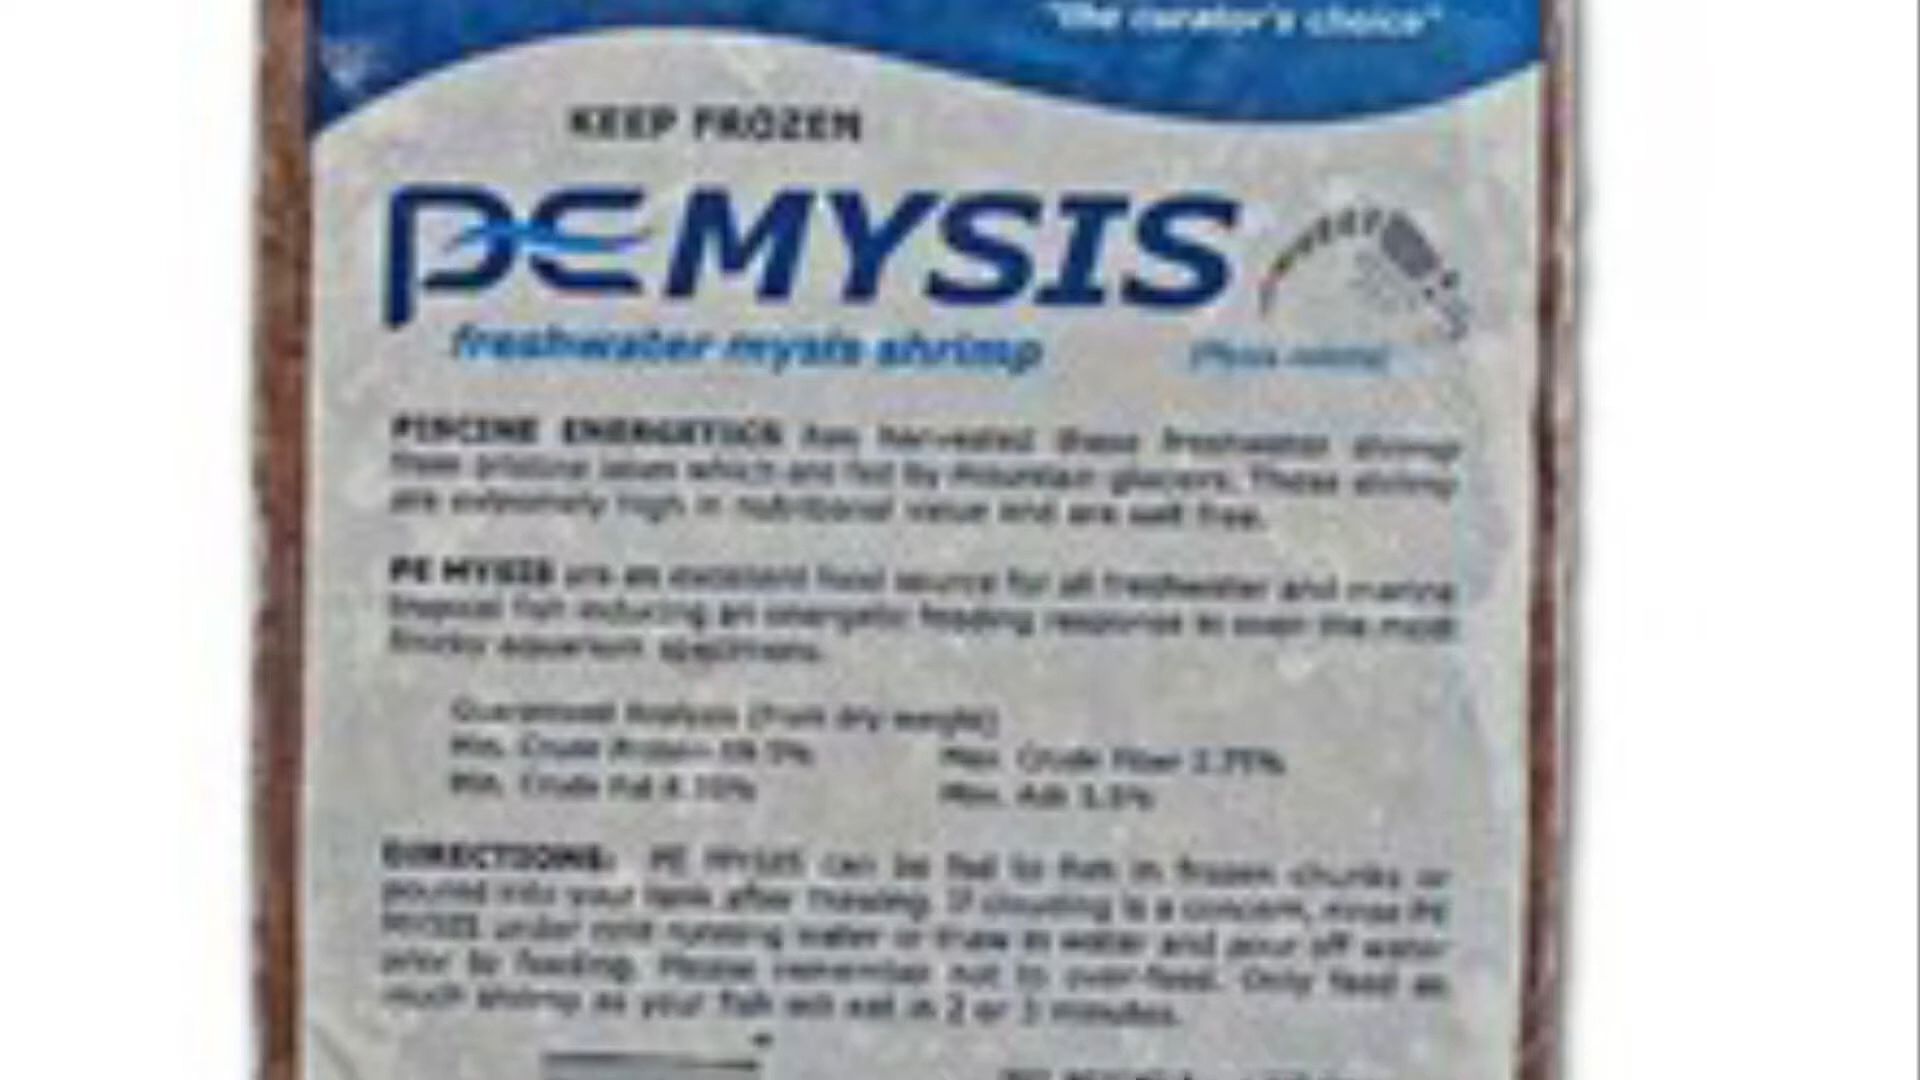 "the curator's choice"
KEEP FROZEN
PE MYSIS
freshwater mysis shrimp
PISCINE ENERGETICS has harvested these freshwater shrimp
from pristine lakes which are fed by mountain glaciers. These shrimp
are extremely high in nutritional value and are salt free.
PE MYSIS are an excellent food source for all freshwater and marine
tropical fish inducing an energetic feeding response in even the most
finicky aquarium specimens.
Guaranteed Analysis (from dry weight)
Min. Crude Protein
Max. Crude Fiber 2.75%
Min. Crude Fat
Max. Ash
DIRECTIONS: PE MYSIS can be fed to fish in frozen chunks or
poured into your tank after thawing. If clouding is a concern, rinse PE
MYSIS under cold running water or thaw in water and pour off water
prior to feeding. Please remember not to over-feed. Only feed as
much shrimp as your fish will eat in 2 or 3 minutes.